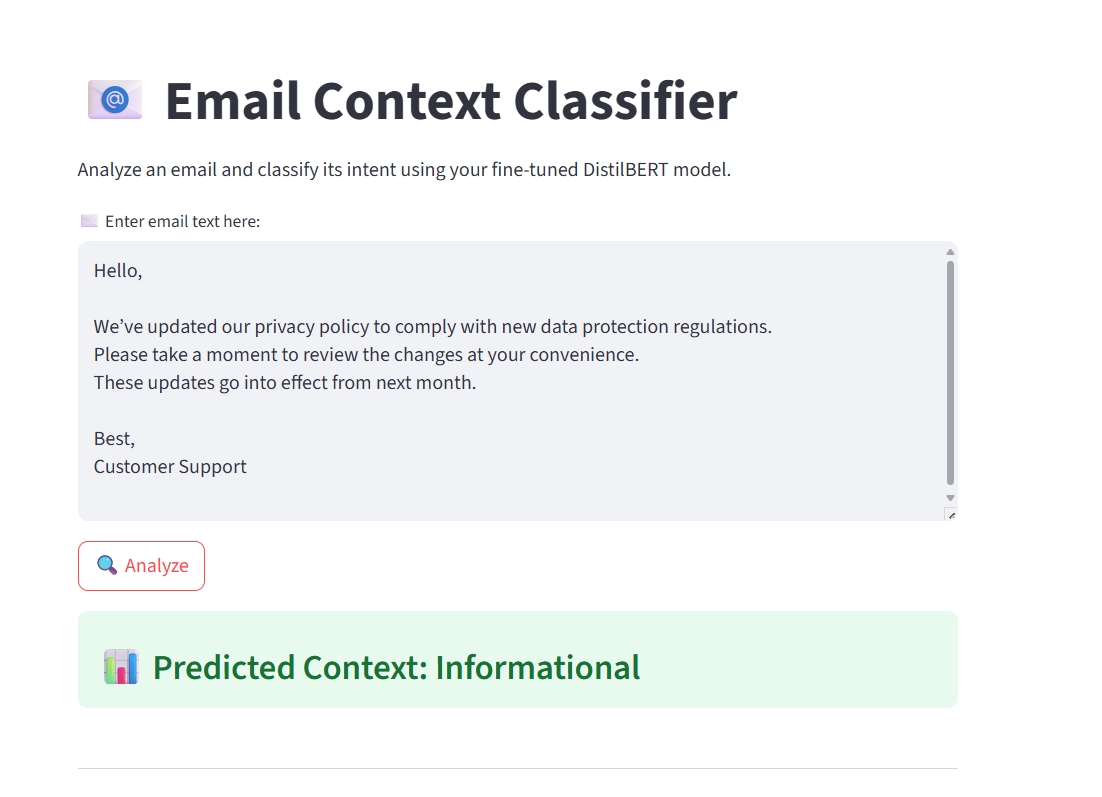 Email Context Classifier
Analyze an email and classify its intent using your fine-tuned DistilBERT model.
Enter email text here:
Hello,
We’ve updated our privacy policy to comply with new data protection regulations.
Please take a moment to review the changes at your convenience.
These updates go into effect from next month.
Best,
Customer Support
Analyze
Predicted Context: Informational